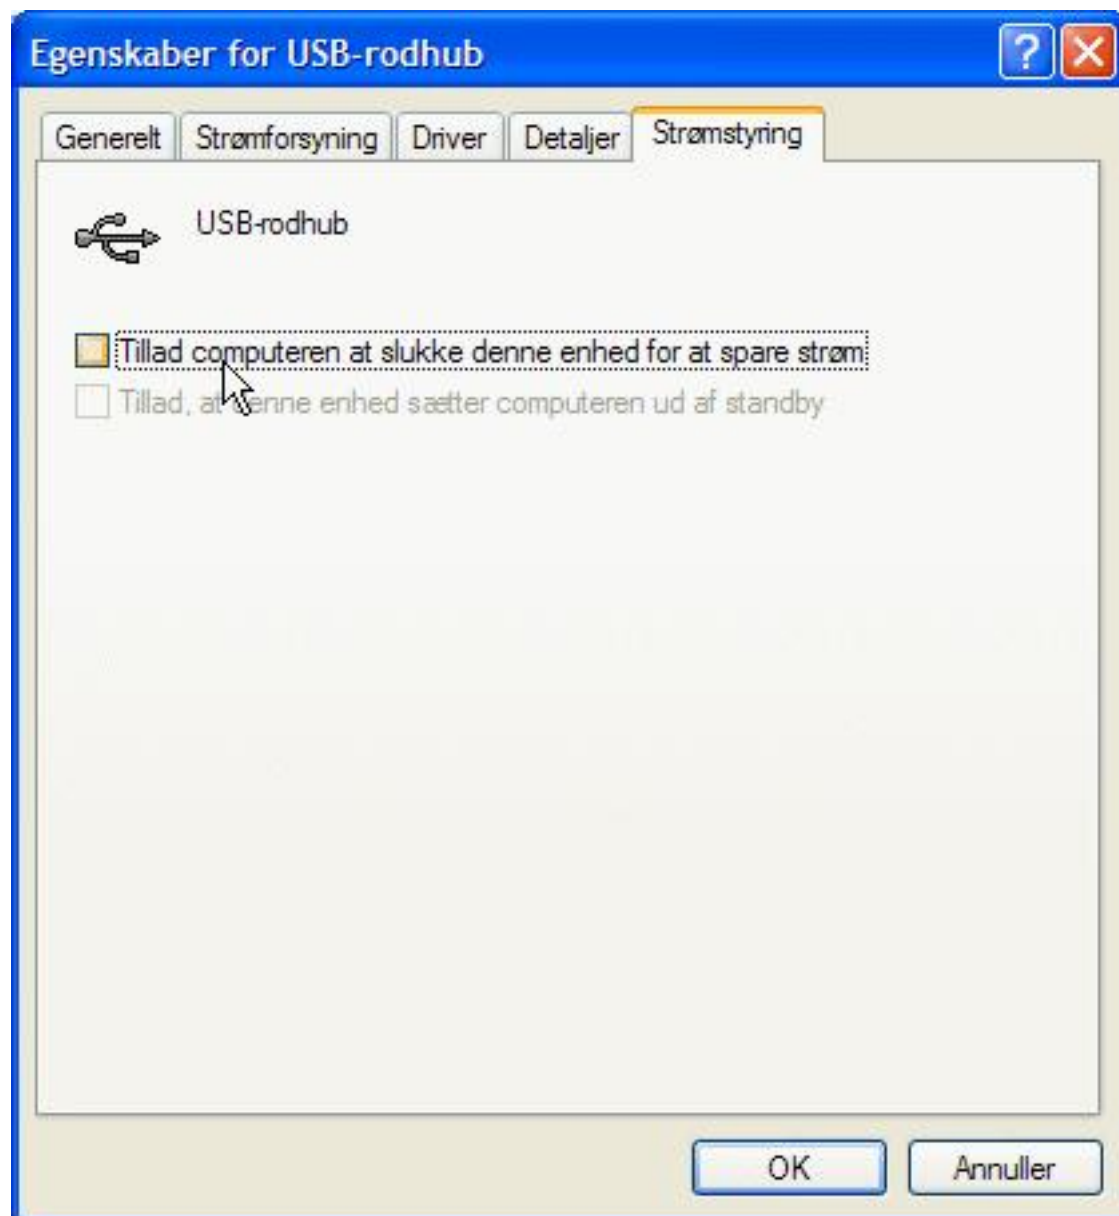 Egenskaber for USB-rodhub
Generelt Strømforsyning Driver Detaljer Strømstyring
USB-rodhub
Tillad computeren at slukke denne enhed for at spare strøm
Tillad, at denne enhed sætter computeren ud af standby
OK Annuller